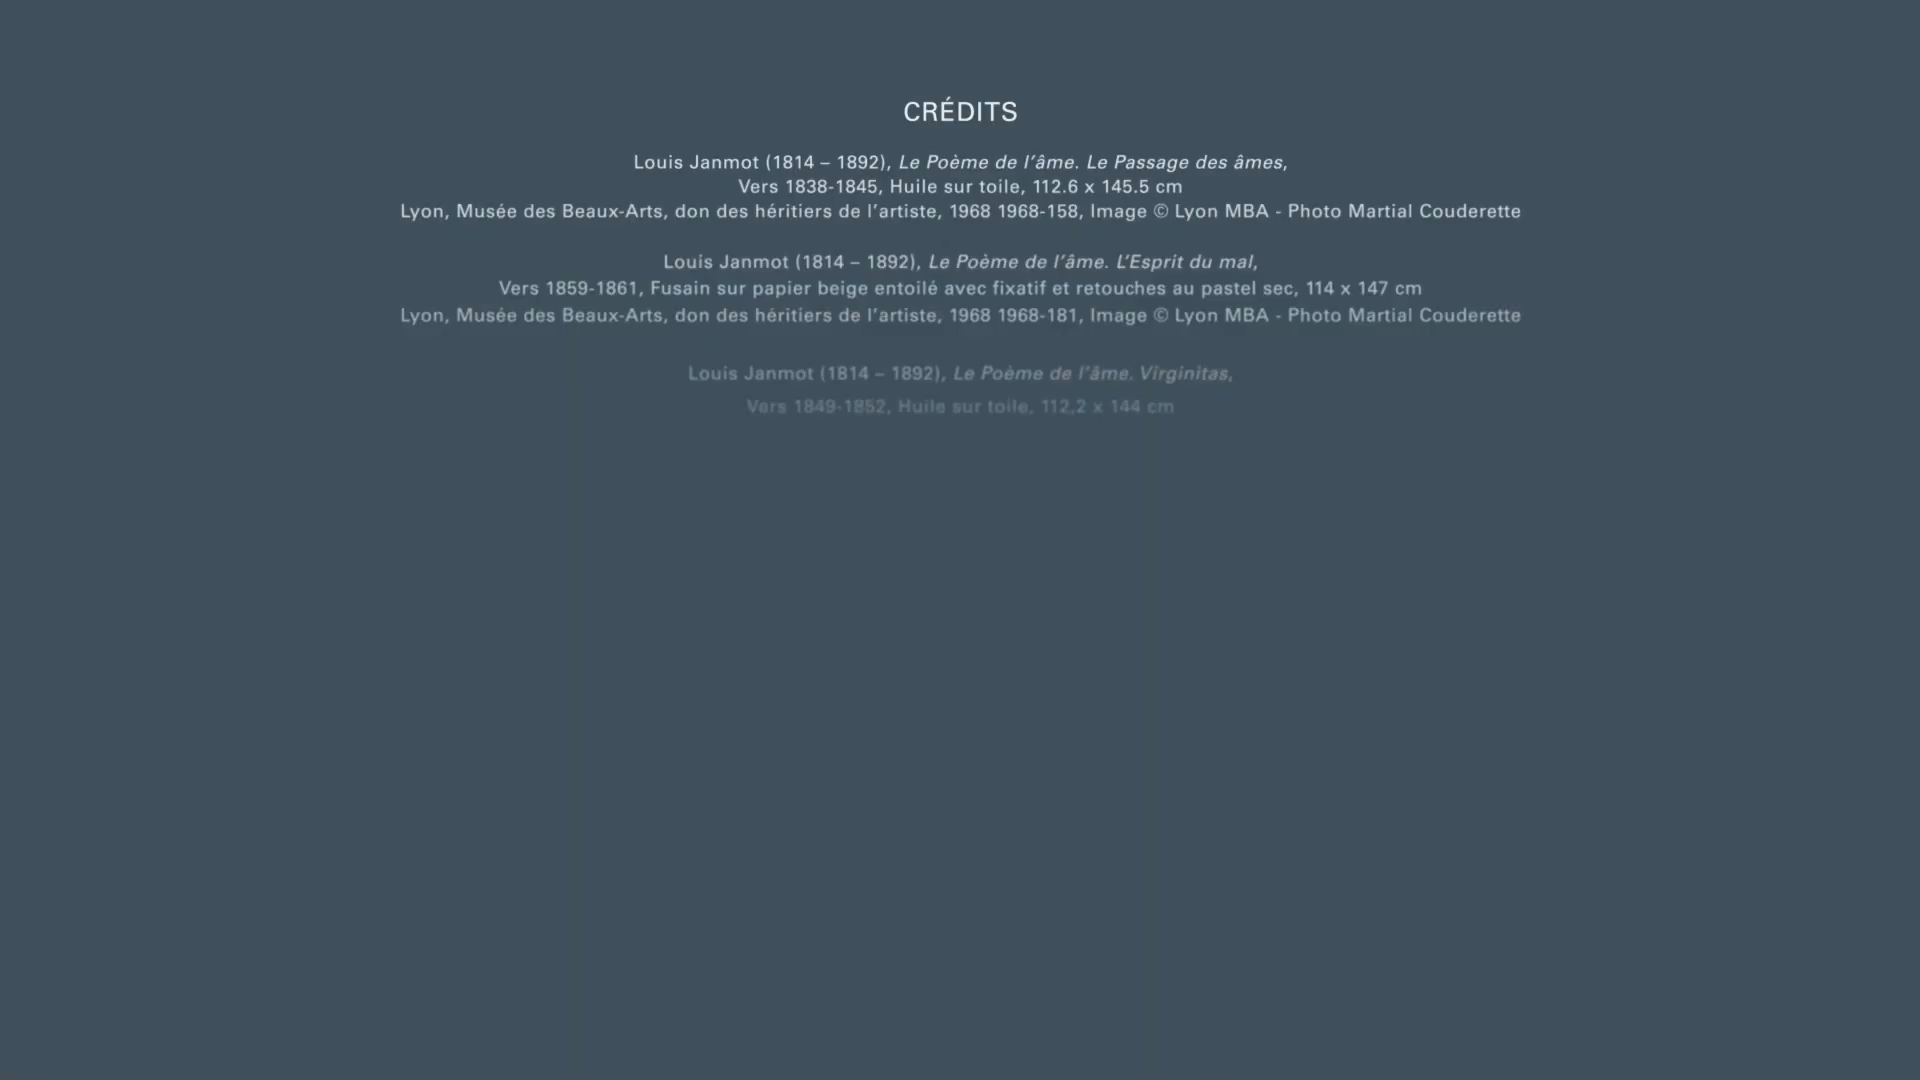 CRÉDITS
Louis Janmot (1814 – 1892), Le Poème de l’âme. Le Passage des âmes,
Vers 1838-1845, Huile sur toile, 112.6 x 145.5 cm
Lyon, Musée des Beaux-Arts, don des héritiers de l’artiste, 1968 1968-158, Image © Lyon MBA - Photo Martial Couderette
Louis Janmot (1814 – 1892), Le Poème de l’âme. L’Esprit du mal,
Vers 1859-1861, Fusain sur papier beige entoilé avec fixatif et retouches au pastel sec, 114 x 147 cm
Lyon, Musée des Beaux-Arts, don des héritiers de l’artiste, 1968 1968-181, Image © Lyon MBA - Photo Martial Couderette
Louis Janmot (1814 – 1892), Le Poème de l’âme. Virginitas,
Vers 1849-1852, Huile sur toile, 112,2 x 144 cm